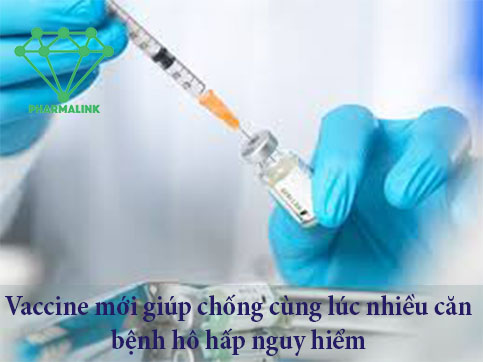 PHARMALINK
Vaccine mới giúp chống cùng lúc nhiều căn
bệnh hô hấp nguy hiểm